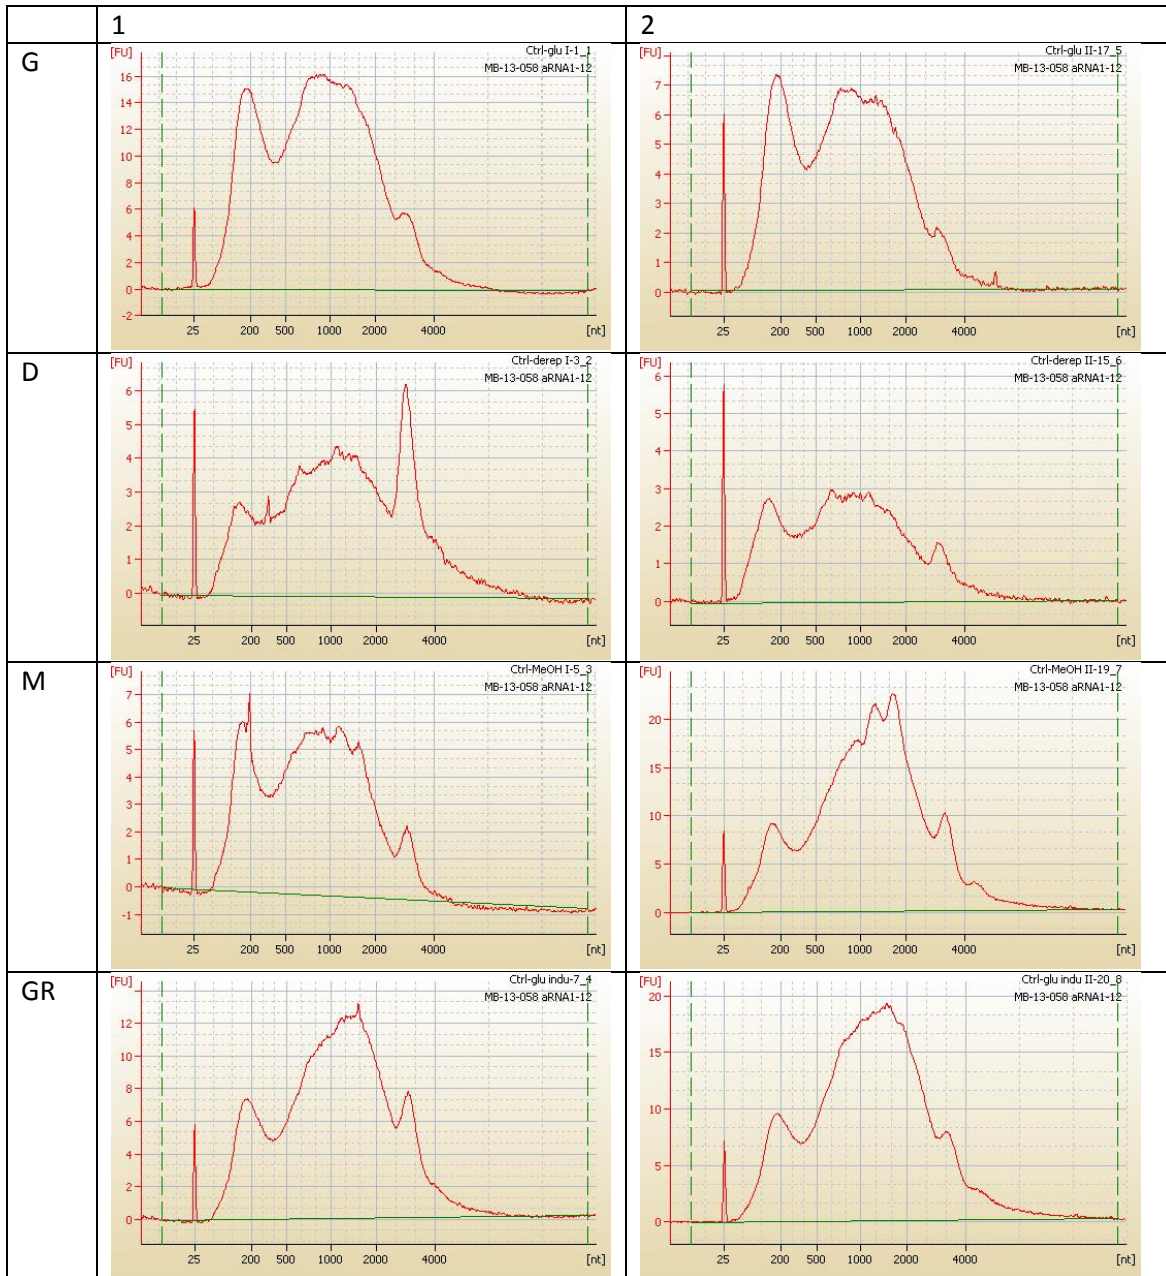 1 2
G
[FU] Ctrl-glu I-1_1
MB-13-058 aRNA1-12
16
14
12
10
8
6
4
2
0
-2
25 200 500 1000 2000 4000 [nt]
[FU] Ctrl-glu II-17_5
MB-13-058 aRNA1-12
7
6
5
4
3
2
1
0
25 200 500 1000 2000 4000 [nt]
D
[FU] Ctrl-derep I-3_2
MB-13-058 aRNA1-12
6
5
4
3
2
1
0
25 200 500 1000 2000 4000 [nt]
[FU] Ctrl-derep II-15_6
MB-13-058 aRNA1-12
6
5
4
3
2
1
0
25 200 500 1000 2000 4000 [nt]
M
[FU] Ctrl-MeOH I-5_3
MB-13-058 aRNA1-12
7
6
5
4
3
2
1
0
-1
25 200 500 1000 2000 4000 [nt]
[FU] Ctrl-MeOH II-19_7
MB-13-058 aRNA1-12
20
15
10
5
0
25 200 500 1000 2000 4000 [nt]
GR
[FU] Ctrl-glu indu-7_4
MB-13-058 aRNA1-12
12
10
8
6
4
2
0
25 200 500 1000 2000 4000 [nt]
[FU] Ctrl-glu indu II-20_8
MB-13-058 aRNA1-12
20
15
10
5
0
25 200 500 1000 2000 4000 [nt]